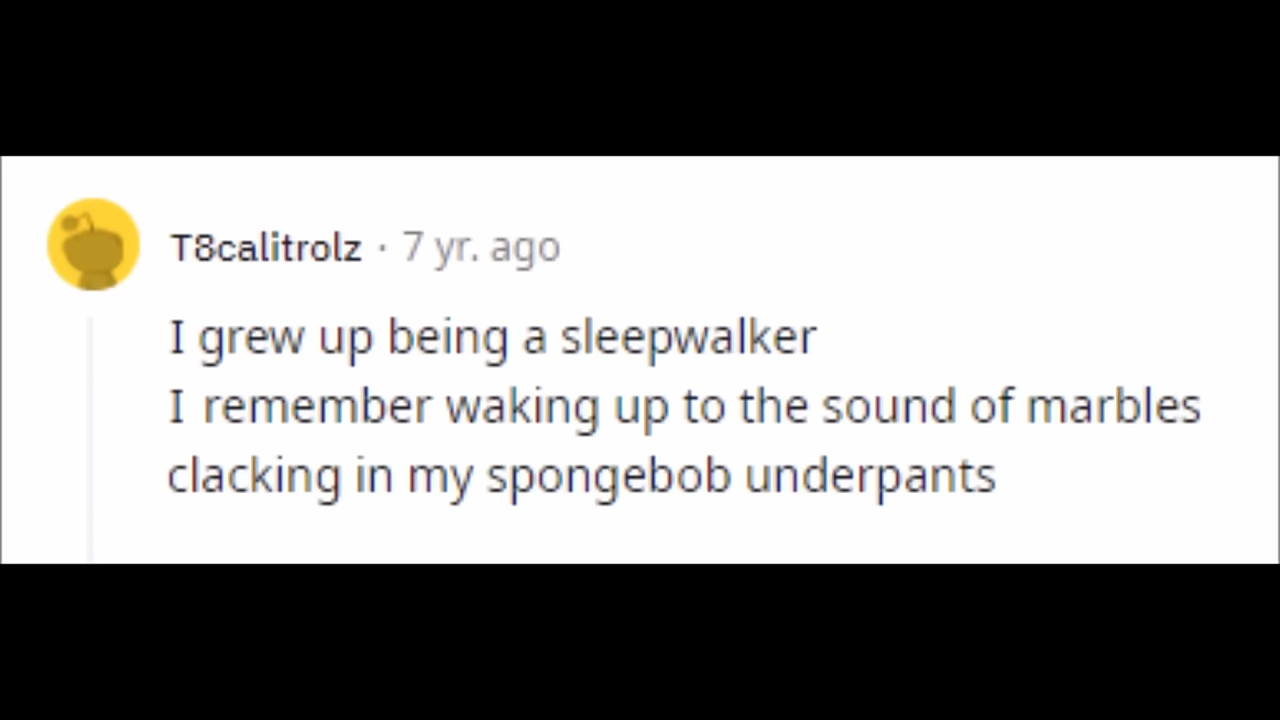 T8calitrolz · 7 yr. ago
I grew up being a sleepwalker
I remember waking up to the sound of marbles
clacking in my spongebob underpants